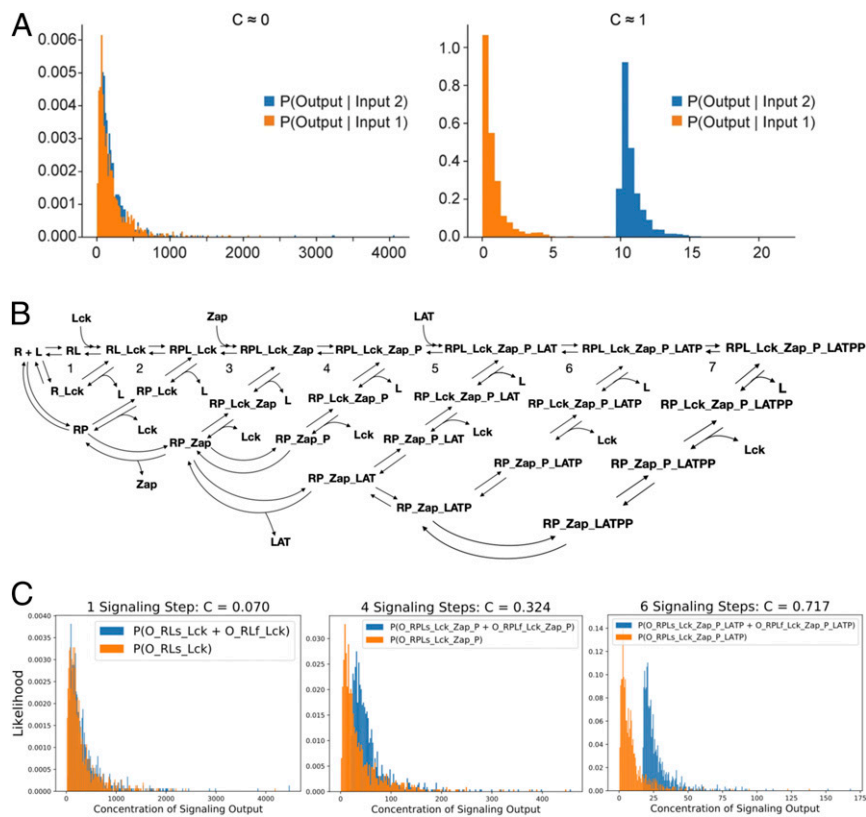 A
C ≈ 0
C ≈ 1
0.006
0.005
0.004
0.003
0.002
0.001
0.000
0
1000
2000
3000
4000
P(Output | Input 2)
P(Output | Input 1)
1.0
0.8
0.6
0.4
0.2
0.0
0
5
10
15
20
P(Output | Input 2)
P(Output | Input 1)
B
Lck
Zap
LAT
R + L
RL
RL_Lck
RPL_Lck
RPL_Lck_Zap
RPL_Lck_Zap_P
RPL_Lck_Zap_P_LAT
RPL_Lck_Zap_P_LATP
RPL_Lck_Zap_P_LATPP
1
2
3
4
5
6
7
R_Lck
L
RP_Lck
L
RP_Lck_Zap
L
RP_Lck_Zap_P
L
RP_Lck_Zap_P_LAT
L
RP_Lck_Zap_P_LATP
L
RP_Lck_Zap_P_LATPP
L
RP
Lck
RP_Zap
Lck
RP_Zap_P
Lck
RP_Zap_P_LAT
Lck
RP_Zap_P_LATP
Lck
RP_Zap_P_LATPP
Lck
Zap
RP_Zap_LAT
RP_Zap_LATP
RP_Zap_LATPP
LAT
C
1 Signaling Step: C = 0.070
4 Signaling Steps: C = 0.324
6 Signaling Steps: C = 0.717
Likelihood
0.0040
0.0035
0.0030
0.0025
0.0020
0.0015
0.0010
0.0005
0.0000
P(O_RLs_Lck + O_RLf_Lck)
P(O_RLs_Lck)
0
1000
2000
3000
4000
Concentration of Signaling Output
0.030
0.025
0.020
0.015
0.010
0.005
0.000
P(O_RPLs_Lck_Zap_P + O_RPLf_Lck_Zap_P)
P(O_RPLs_Lck_Zap_P)
0
100
200
300
400
Concentration of Signaling Output
0.14
0.12
0.10
0.08
0.06
0.04
0.02
0.00
P(O_RPLs_Lck_Zap_P_LATP + O_RPLf_Lck_Zap_P_LATP)
P(O_RPLs_Lck_Zap_P_LATP)
0
25
50
75
100
125
150
175
Concentration of Signaling Output